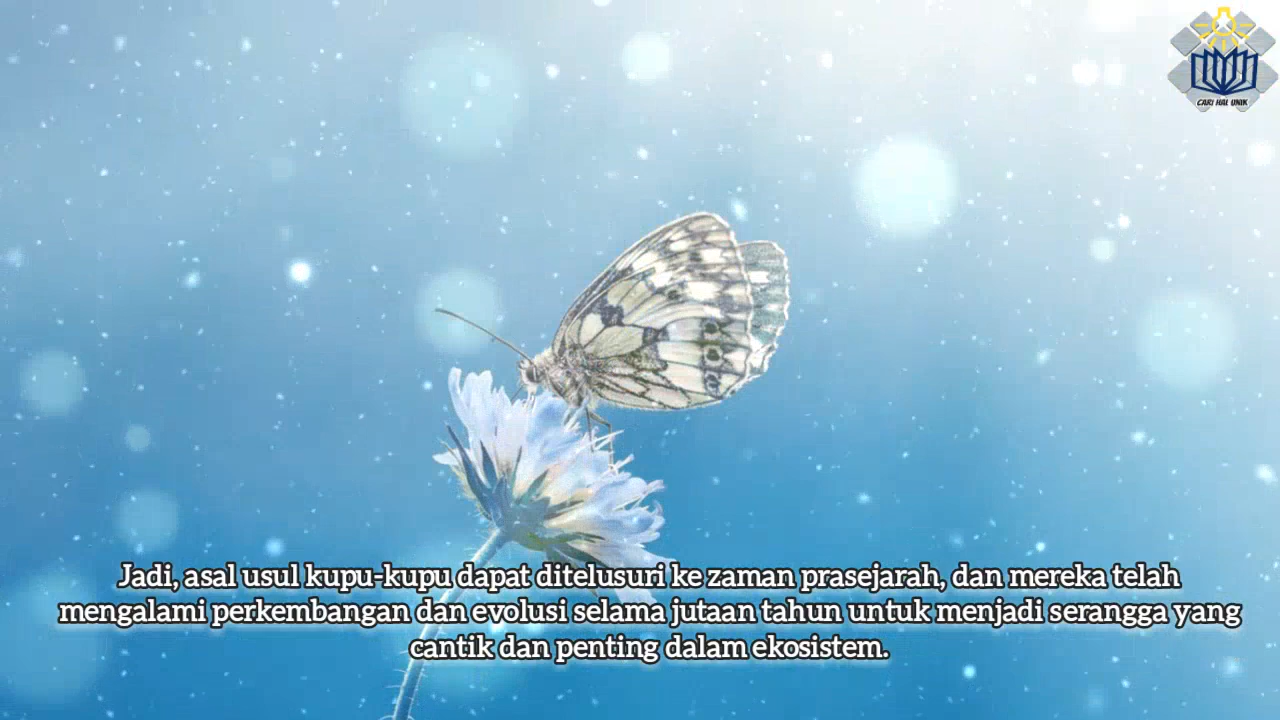 CARI HAL UNIK
Jadi, asal usul kupu-kupu dapat ditelusuri ke zaman prasejarah, dan mereka telah
mengalami perkembangan dan evolusi selama jutaan tahun untuk menjadi serangga yang
cantik dan penting dalam ekosistem.